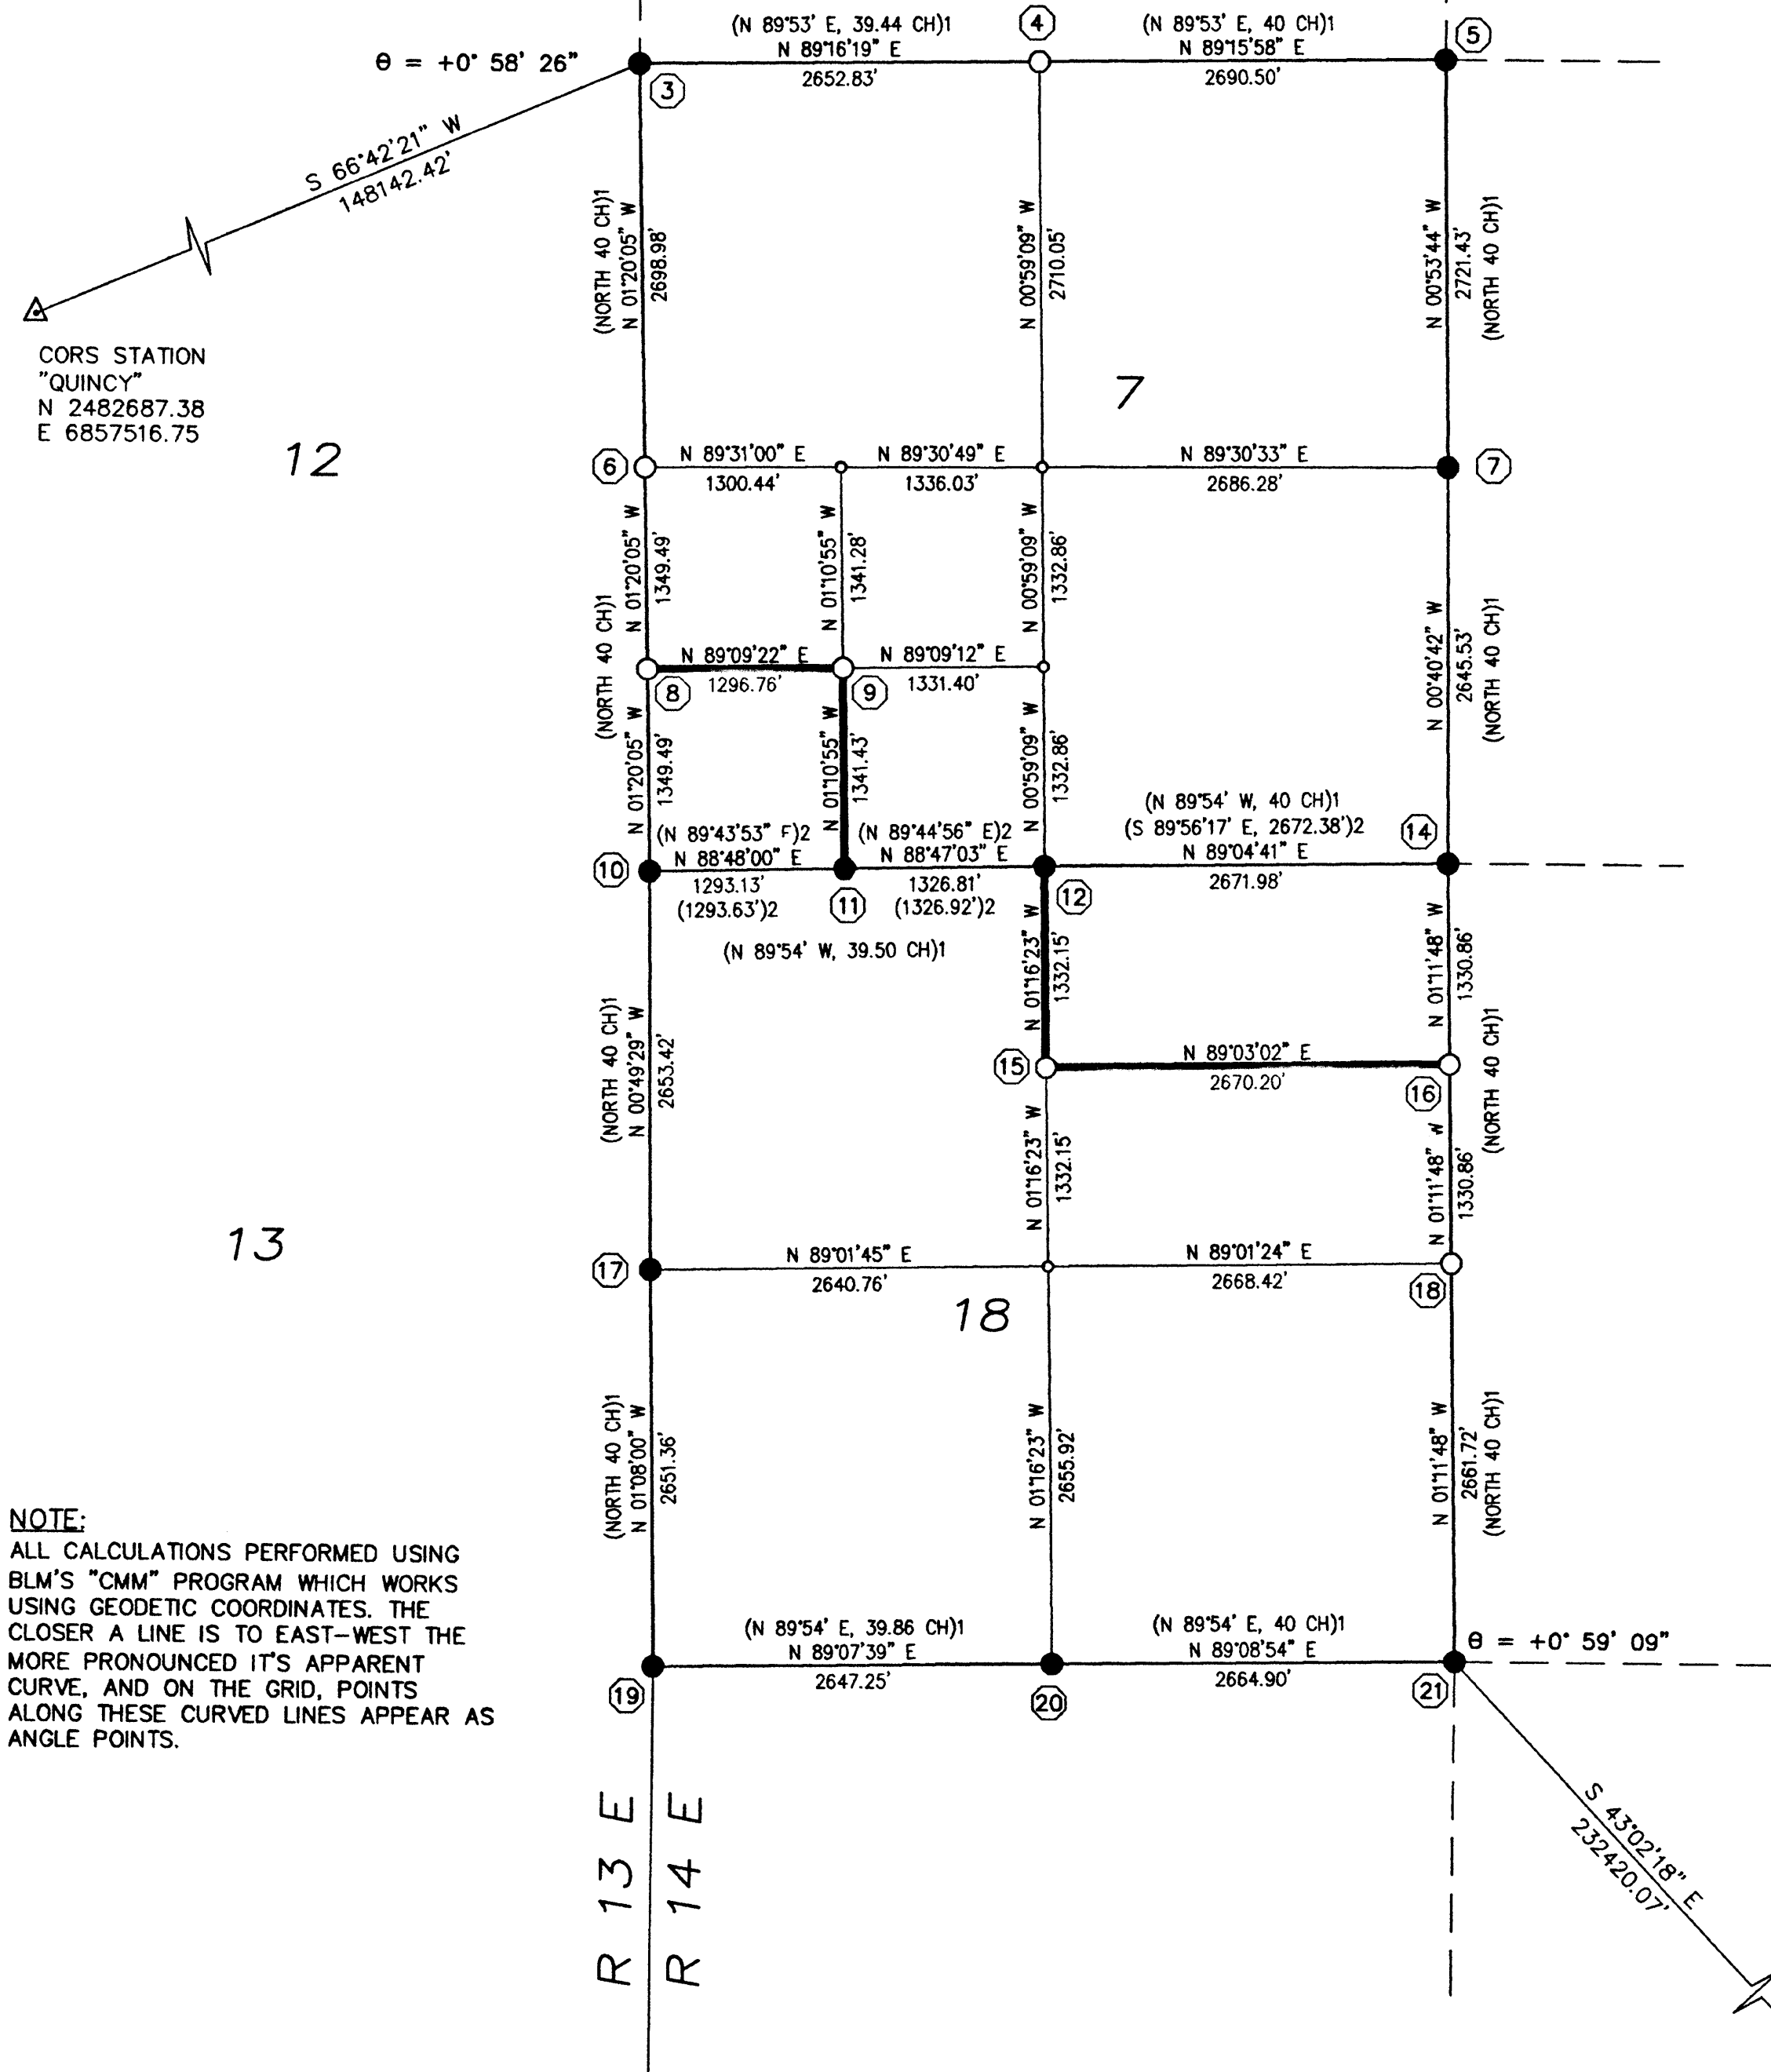 (N 89°53' E, 39.44 CH)1
4
(N 89°53' E, 40 CH)1
5
θ = +0° 58' 26"
N 89°16'19" E
N 89°15'58" E
2652.83'
2690.50'
3
S 66°42'21" W
148142.42'
(NORTH 40 CH)1
N 01°20'05" W
2698.98'
N 00°59'09" W
2710.05'
N 00°53'44" W
2721.43'
(NORTH 40 CH)1
CORS STATION
"QUINCY"
N 2482687.38
E 6857516.75
7
12
6
N 89°31'00" E
N 89°30'49" E
N 89°30'33" E
7
1300.44'
1336.03'
2686.28'
(NORTH 40 CH)1
N 01°20'05" W
1349.49'
N 01°10'55" W
1341.28'
N 00°59'09" W
1332.86'
N 00°40'42" W
2645.53'
(NORTH 40 CH)1
N 89°09'22" E
N 89°09'12" E
1296.76'
1331.40'
8
9
N 01°20'05" W
1349.49'
N 01°10'55" W
1341.43'
N 00°59'09" W
1332.86'
(N 89°54' W, 40 CH)1
(S 89°56'17' E, 2672.38')2
14
(N 89°43'53" F)2
(N 89°44'56" E)2
10
N 88°48'00" E
N 88°47'03" E
N 89°04'41" E
1293.13'
1326.81'
2671.98'
(1293.63')2
11
(1326.92')2
12
(N 89°54' W, 39.50 CH)1
(NORTH 40 CH)1
N 00°49'29" W
2653.42'
N 01°16'23" W
1332.15'
N 01°11'48" W
1330.86'
(NORTH 40 CH)1
15
N 89°03'02" E
2670.20'
16
N 01°16'23" W
1332.15'
N 01°11'48" W
1330.86'
13
17
N 89°01'45" E
N 89°01'24" E
2640.76'
2668.42'
18
18
(NORTH 40 CH)1
N 01°08'00" W
2651.36'
N 01°16'23" W
2655.92'
N 01°11'48" W
2661.72'
(NORTH 40 CH)1
NOTE:
ALL CALCULATIONS PERFORMED USING
BLM'S "CMM" PROGRAM WHICH WORKS
USING GEODETIC COORDINATES. THE
CLOSER A LINE IS TO EAST-WEST THE
MORE PRONOUNCED IT'S APPARENT
CURVE, AND ON THE GRID, POINTS
ALONG THESE CURVED LINES APPEAR AS
ANGLE POINTS.
(N 89°54' E, 39.86 CH)1
(N 89°54' E, 40 CH)1
N 89°07'39" E
N 89°08'54" E
θ = +0° 59' 09"
2647.25'
2664.90'
19
20
21
R 13 E
R 14 E
S 43°02'18" E
232420.07'